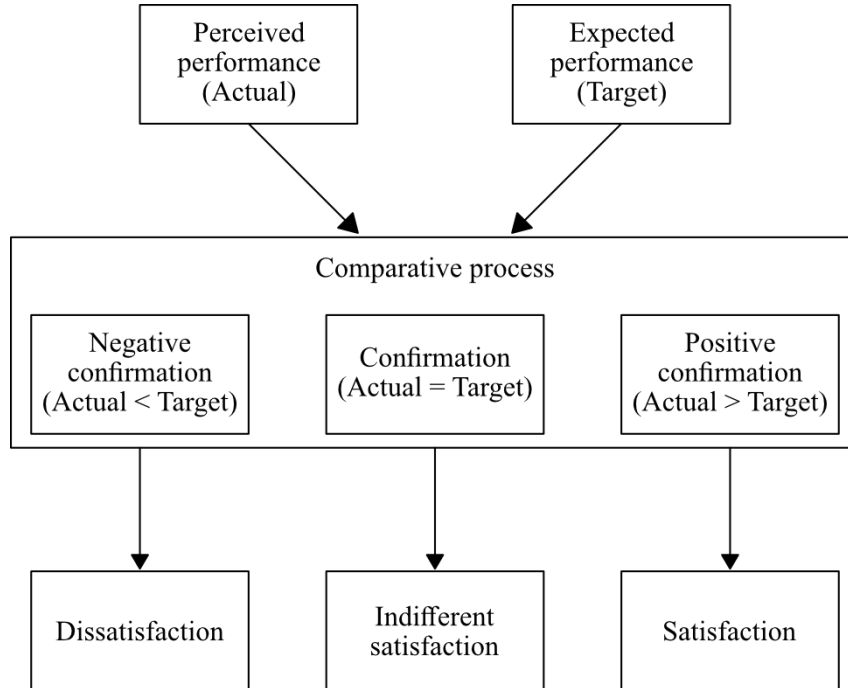 Perceived
performance
(Actual)
Expected
performance
(Target)
Comparative process
Negative
confirmation
(Actual < Target)
Confirmation
(Actual = Target)
Positive
confirmation
(Actual > Target)
Dissatisfaction
Indifferent
satisfaction
Satisfaction